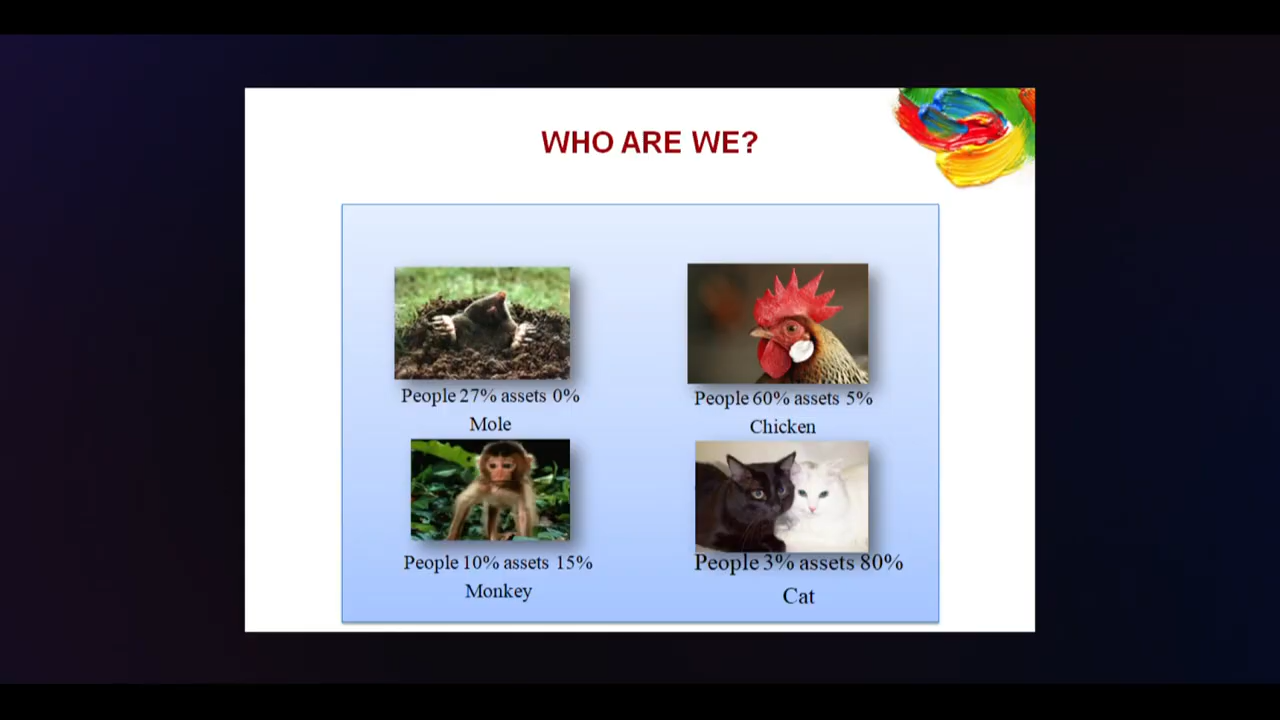 WHO ARE WE?
People 27% assets 0%
Mole
People 60% assets 5%
Chicken
People 10% assets 15%
Monkey
People 3% assets 80%
Cat